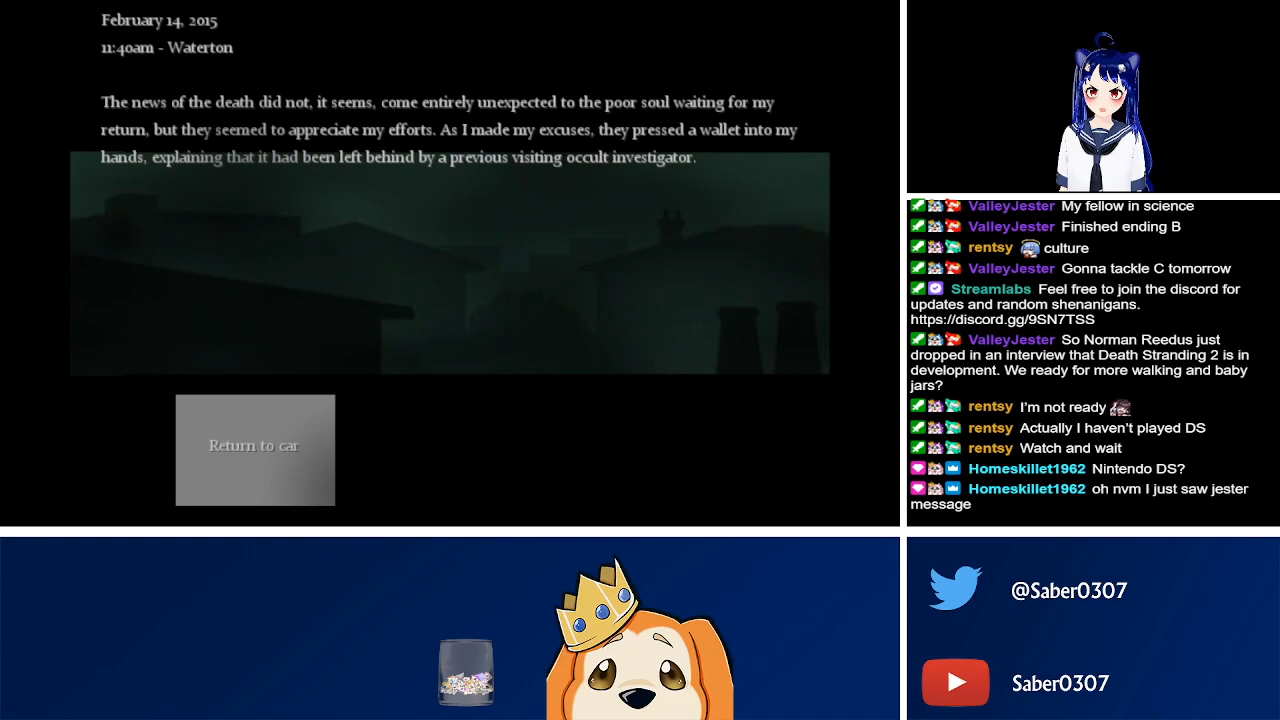 February 14, 2015
11:40am - Waterton
The news of the death did not, it seems, come entirely unexpected to the poor soul waiting for my
return, but they seemed to appreciate my efforts. As I made my excuses, they pressed a wallet into my
hands, explaining that it had been left behind by a previous visiting occult investigator.
Return to car
ValleyJester My fellow in science
ValleyJester Finished ending B
rentsy culture
ValleyJester Gonna tackle C tomorrow
Streamlabs Feel free to join the discord for
updates and random shenanigans.
https://discord.gg/9SN7TSS
ValleyJester So Norman Reedus just
dropped in an interview that Death Stranding 2 is in
development. We ready for more walking and baby
jars?
rentsy I'm not ready
rentsy Actually I haven't played DS
rentsy Watch and wait
Homeskillet1962 Nintendo DS?
Homeskillet1962 oh nvm I just saw jester
message
@Saber0307
Saber0307